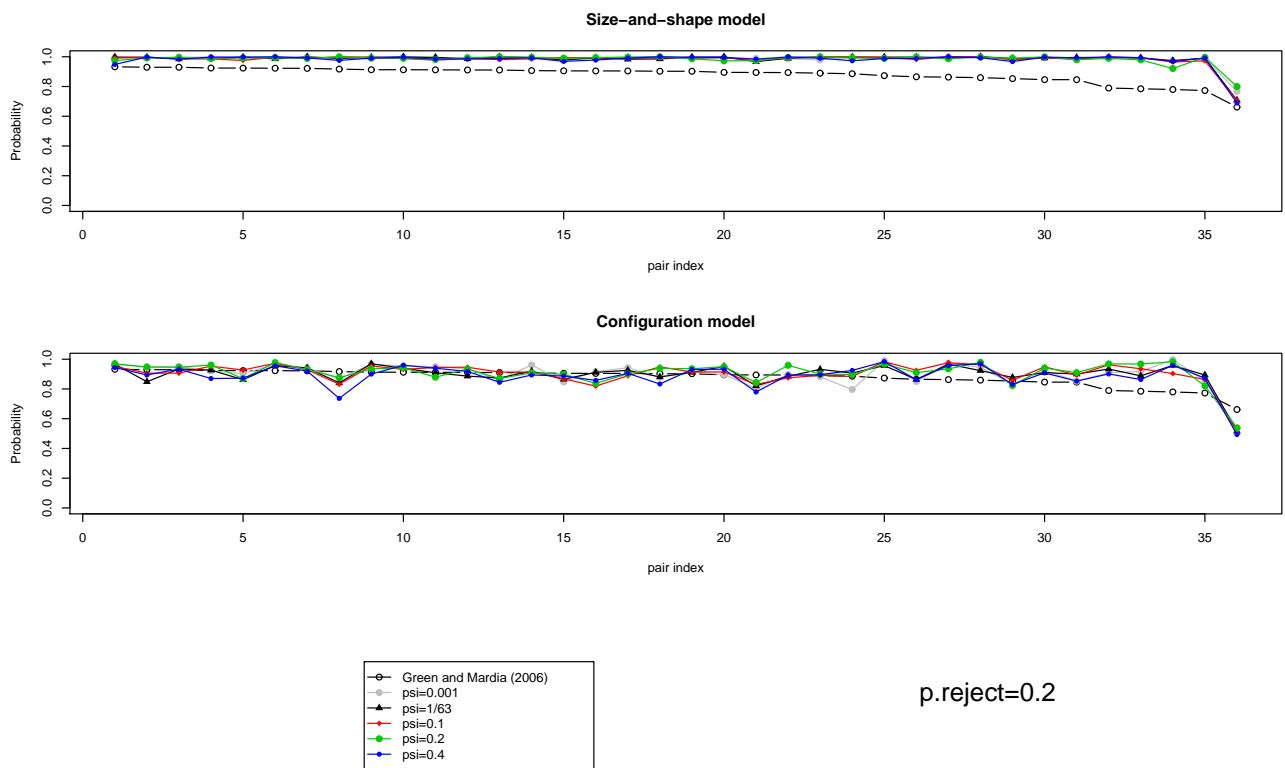 Size−and−shape model
Probability
0.0 0.2 0.4 0.6 0.8 1.0
0 5 10 15 20 25 30 35
pair index
Configuration model
Probability
0.0 0.2 0.4 0.6 0.8 1.0
0 5 10 15 20 25 30 35
pair index
Green and Mardia (2006)
psi=0.001
psi=1/63
psi=0.1
psi=0.2
psi=0.4
p.reject=0.2